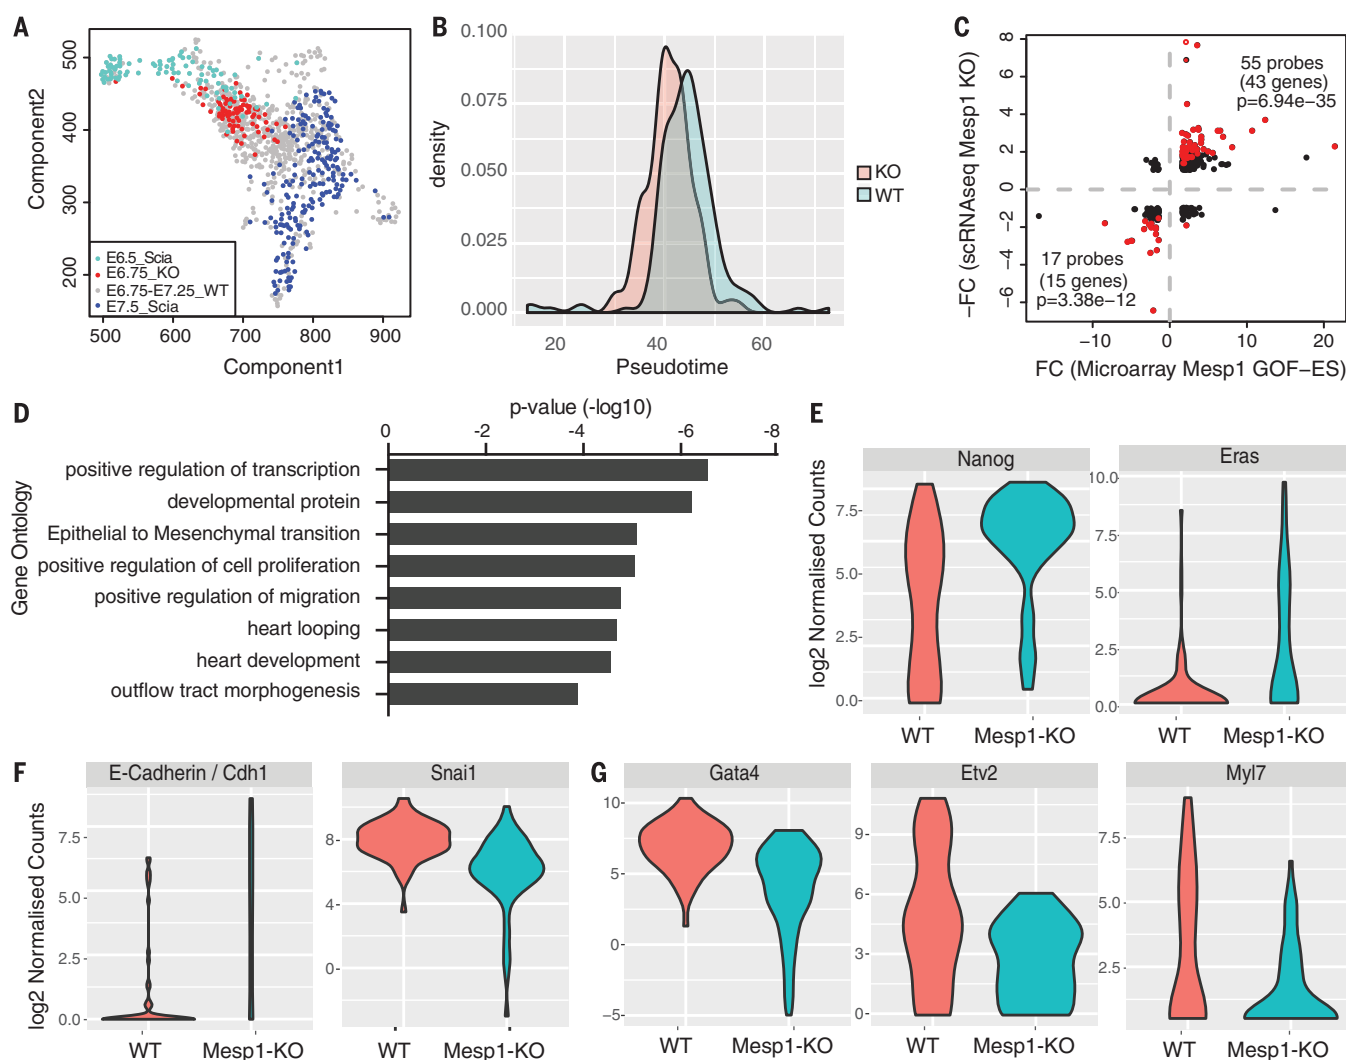 A
Component2
500
400
300
200
E6.5_Scia
E6.75_KO
E6.75-E7.25_WT
E7.5_Scia
500 600 700 800 900
Component1
B
density
0.100
0.075
0.050
0.025
0.000
20 40 60
Pseudotime
KO
WT
C
−FC (scRNAseq Mesp1 KO)
8
6
4
2
0
−2
−4
−6
55 probes
(43 genes)
p=6.94e−35
17 probes
(15 genes)
p=3.38e−12
−10 0 10 20
FC (Microarray Mesp1 GOF−ES)
D
p-value (-log10)
0 -2 -4 -6 -8
Gene Ontology
positive regulation of transcription
developmental protein
Epithelial to Mesenchymal transition
positive regulation of cell proliferation
positive regulation of migration
heart looping
heart development
outflow tract morphogenesis
E
log2 Normalised Counts
Nanog
7.5
5.0
2.5
0.0
WT Mesp1-KO
Eras
10.0
7.5
5.0
2.5
0.0
WT Mesp1-KO
F
log2 Normalised Counts
E-Cadherin / Cdh1
7.5
5.0
2.5
0.0
WT Mesp1-KO
Snai1
8
4
0
WT Mesp1-KO
G
Gata4
10
5
0
−5
WT Mesp1-KO
Etv2
9
6
3
0
WT Mesp1-KO
Myl7
7.5
5.0
2.5
WT Mesp1-KO